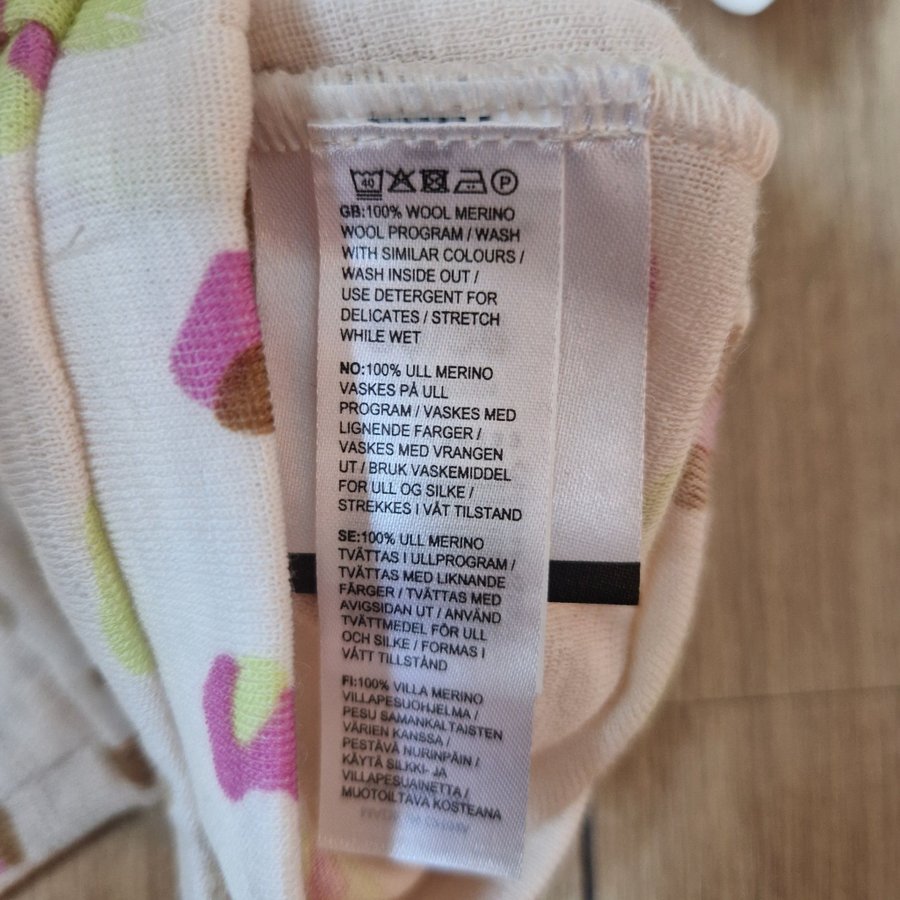 40 P
GB:100% WOOL MERINO
WOOL PROGRAM / WASH
WITH SIMILAR COLOURS /
WASH INSIDE OUT /
USE DETERGENT FOR
DELICATES / STRETCH
WHILE WET
NO:100% ULL MERINO
VASKES PÅ ULL
PROGRAM / VASKES MED
LIGNENDE FARGER /
VASKES MED VRANGEN
UT / BRUK VASKEMIDDEL
FOR ULL OG SILKE /
STREKKES I VÅT TILSTAND
SE:100% ULL MERINO
TVÄTTAS I ULLPROGRAM /
TVÄTTAS MED LIKNANDE
FÄRGER / TVÄTTAS MED
AVIGSIDAN UT / ANVÄND
TVÄTTMEDEL FÖR ULL
OCH SILKE / FORMAS I
VÅTT TILLSTÅND
FI:100% VILLA MERINO
VILLAPESUOHJELMA /
PESU SAMANKALTAISTEN
VÄRIEN KANSSA /
PESTÄVÄ NURINPÄIN /
KÄYTÄ SILKKI- JA
VILLAPESUAINETTA /
MUOTOILTAVA KOSTEANA